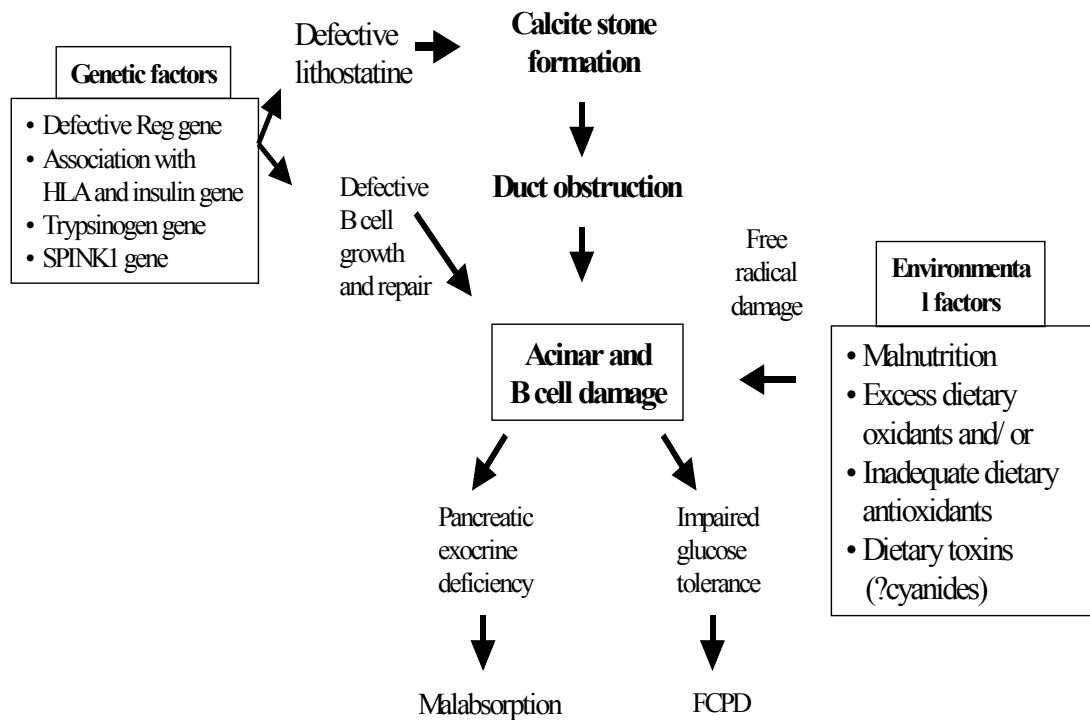 Genetic factors
• Defective Reg gene
• Association with
HLA and insulin gene
• Trypsinogen gene
• SPINK1 gene
Defective
lithostatine
Calcite stone
formation
Duct obstruction
Defective
B cell
growth
and repair
Free
radical
damage
Environmenta
l factors
• Malnutrition
• Excess dietary
oxidants and/ or
• Inadequate dietary
antioxidants
• Dietary toxins
(?cyanides)
Acinar and
B cell damage
Pancreatic
exocrine
deficiency
Impaired
glucose
tolerance
Malabsorption
FCPD